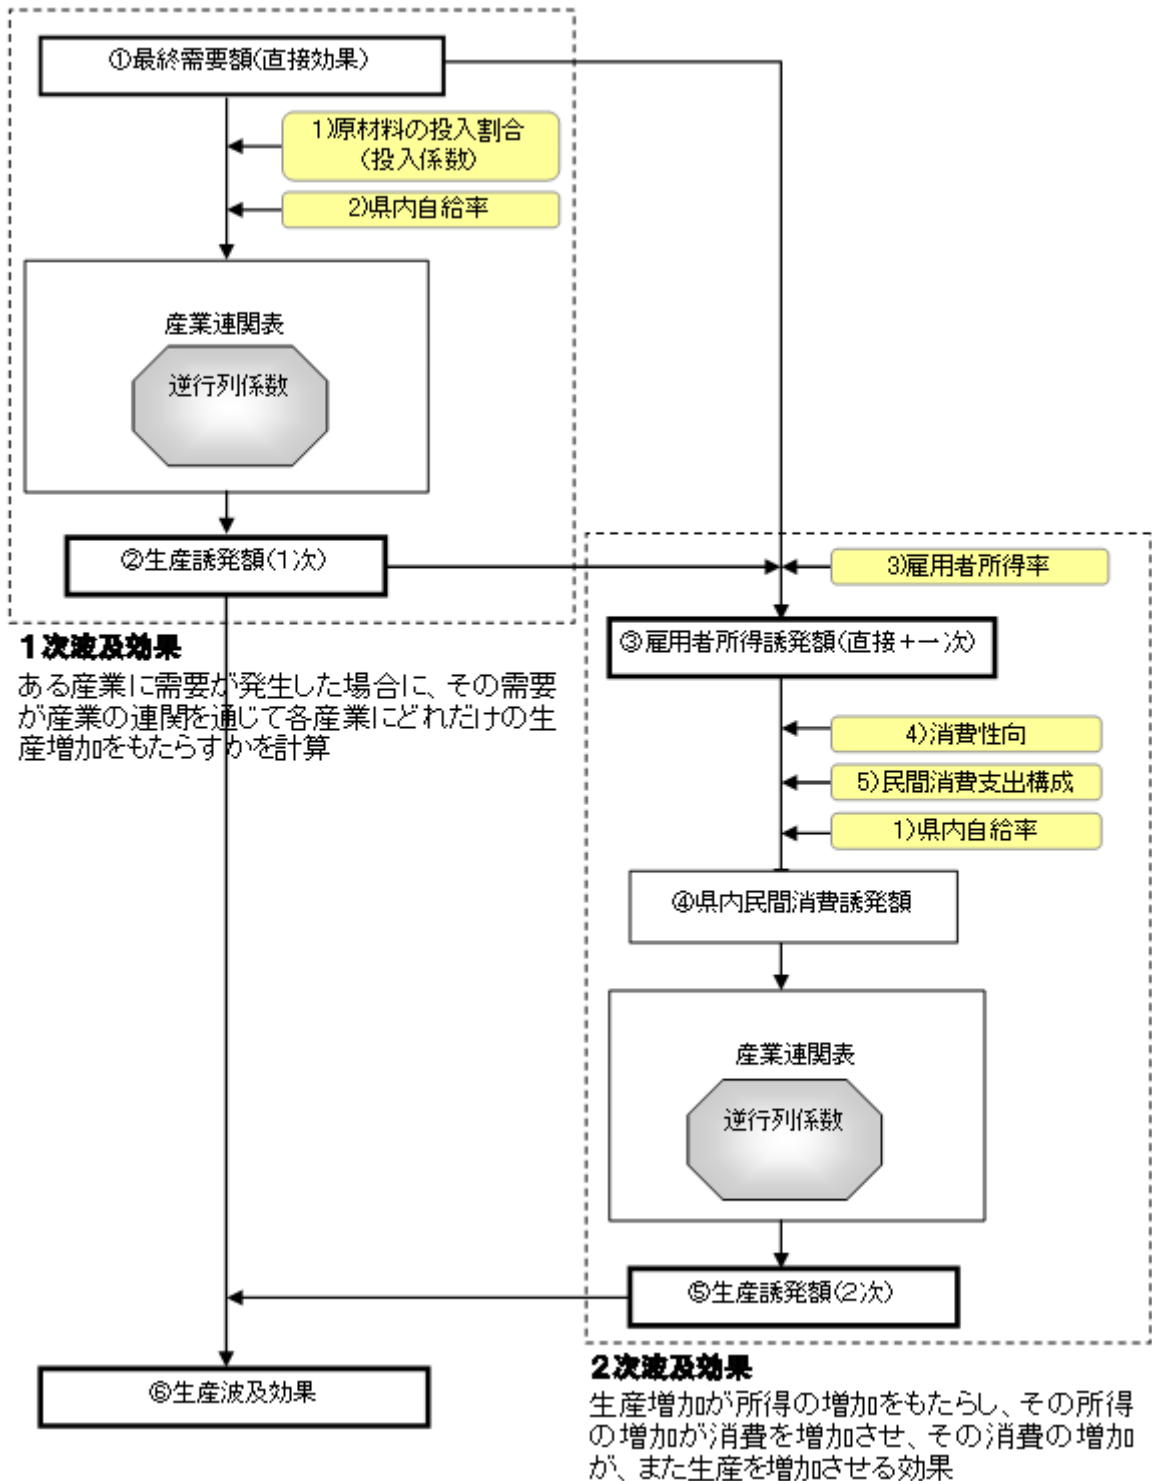 ①最終需要額(直接効果)
1)原材料の投入割合
(投入係数)
2)県内自給率
産業連関表
逆行列係数
②生産誘発額(1次)
1次波及効果
ある産業に需要が発生した場合に、その需要
が産業の連関を通じて各産業にどれだけの生
産増加をもたらすかを計算
3)雇用者所得率
③雇用者所得誘発額(直接+一次)
4)消費性向
5)民間消費支出構成
1)県内自給率
④県内民間消費誘発額
産業連関表
逆行列係数
⑤生産誘発額(2次)
⑥生産波及効果
2次波及効果
生産増加が所得の増加をもたらし、その所得
の増加が消費を増加させ、その消費の増加
が、また生産を増加させる効果